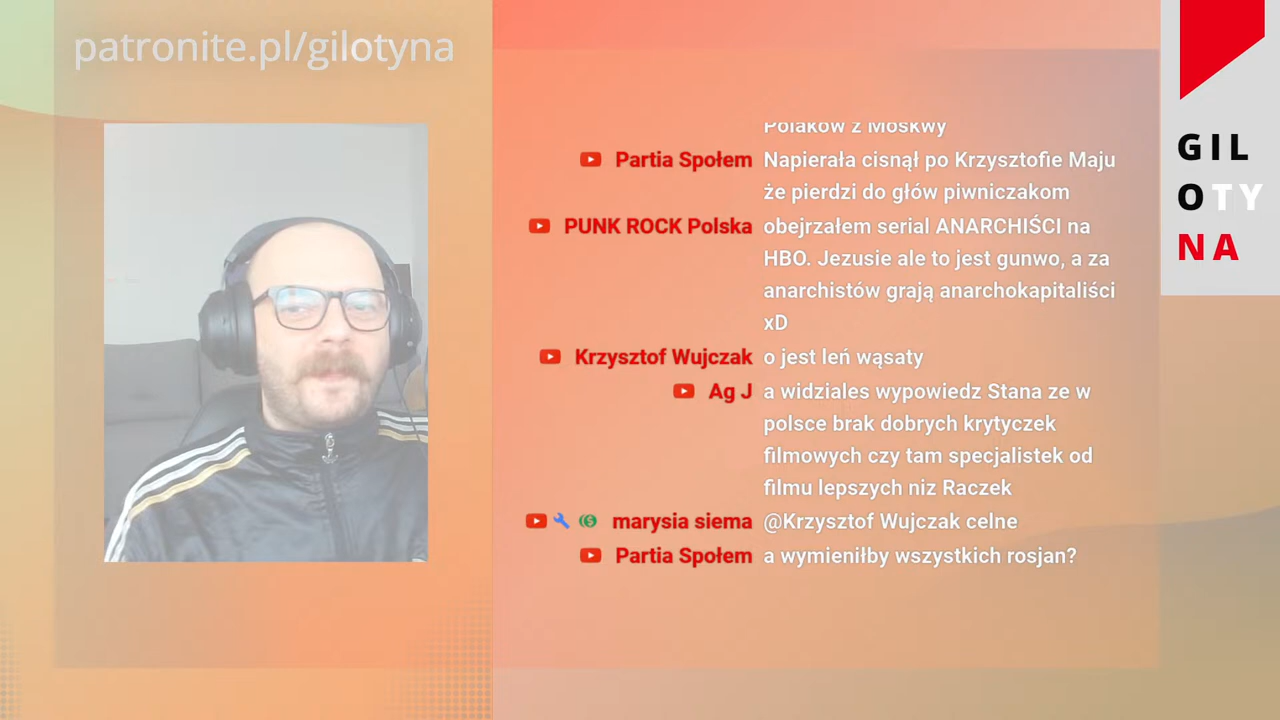 patronite.pl/gilotyna
Polaków z Moskwy
Partia Społem Napierała cisnął po Krzysztofie Maju
że pierdzi do głów piwniczakom
PUNK ROCK Polska obejrzałem serial ANARCHIŚCI na
HBO. Jezusie ale to jest gunwo, a za
anarchistów grają anarchokapitaliści
xD
Krzysztof Wujczak o jest leń wąsaty
Ag J a widziales wypowiedz Stana ze w
polsce brak dobrych krytyczek
filmowych czy tam specjalistek od
filmu lepszych niz Raczek
marysia siema @Krzysztof Wujczak celne
Partia Społem a wymieniłby wszystkich rosjan?
GIL
OTY
NA